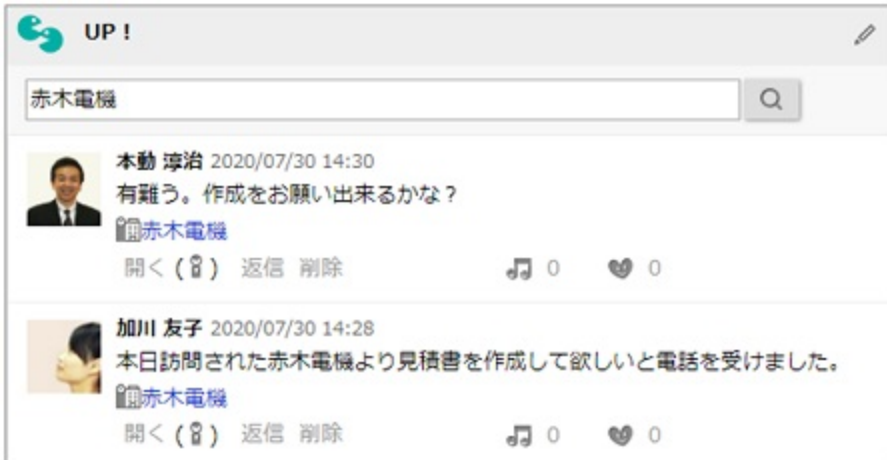 UP！
赤木電機
本動 淳治 2020/07/30 14:30
有難う。作成をお願い出来るかな？
赤木電機
開く ( ) 返信 削除 0 0
加川 友子 2020/07/30 14:28
本日訪問された赤木電機より見積書を作成して欲しいと電話を受けました。
赤木電機
開く ( ) 返信 削除 0 0